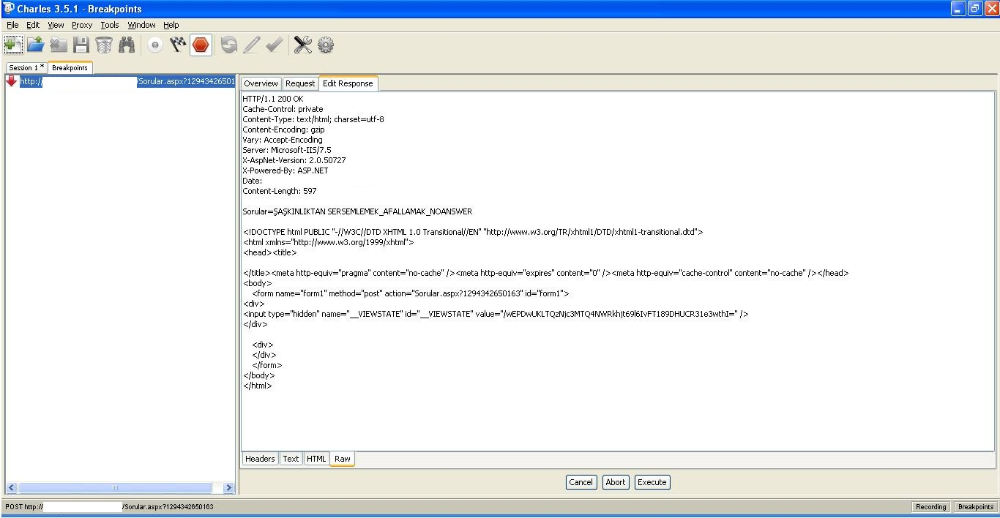 Charles 3.5.1 - Breakpoints
File Edit View Proxy Tools Window Help
Session 1 * Breakpoints
http:// /Sorular.aspx?12943426501
Overview Request Edit Response
HTTP/1.1 200 OK
Cache-Control: private
Content-Type: text/html; charset=utf-8
Content-Encoding: gzip
Vary: Accept-Encoding
Server: Microsoft-IIS/7.5
X-AspNet-Version: 2.0.50727
X-Powered-By: ASP.NET
Date:
Content-Length: 597
Sorular=ŞAŞKINLIKTAN SERSEMLEMEK_AFALLAMAK_NOANSWER
<!DOCTYPE html PUBLIC "-//W3C//DTD XHTML 1.0 Transitional//EN" "http://www.w3.org/TR/xhtml1/DTD/xhtml1-transitional.dtd">
<html xmlns="http://www.w3.org/1999/xhtml">
<head><title>
</title><meta http-equiv="pragma" content="no-cache" /><meta http-equiv="expires" content="0" /><meta http-equiv="cache-control" content="no-cache" /></head>
<body>
<form name="form1" method="post" action="Sorular.aspx?1294342650163" id="form1">
<div>
<input type="hidden" name="__VIEWSTATE" id="__VIEWSTATE" value="/wEPDwUKLTQzNjc3MTQ4NWRkhjt69l6IvFT189DHUCR31e3wthI=" />
</div>
<div>
</div>
</form>
</body>
</html>
Headers Text HTML Raw
Cancel Abort Execute
POST http:// /Sorular.aspx?1294342650163 Recording Breakpoints